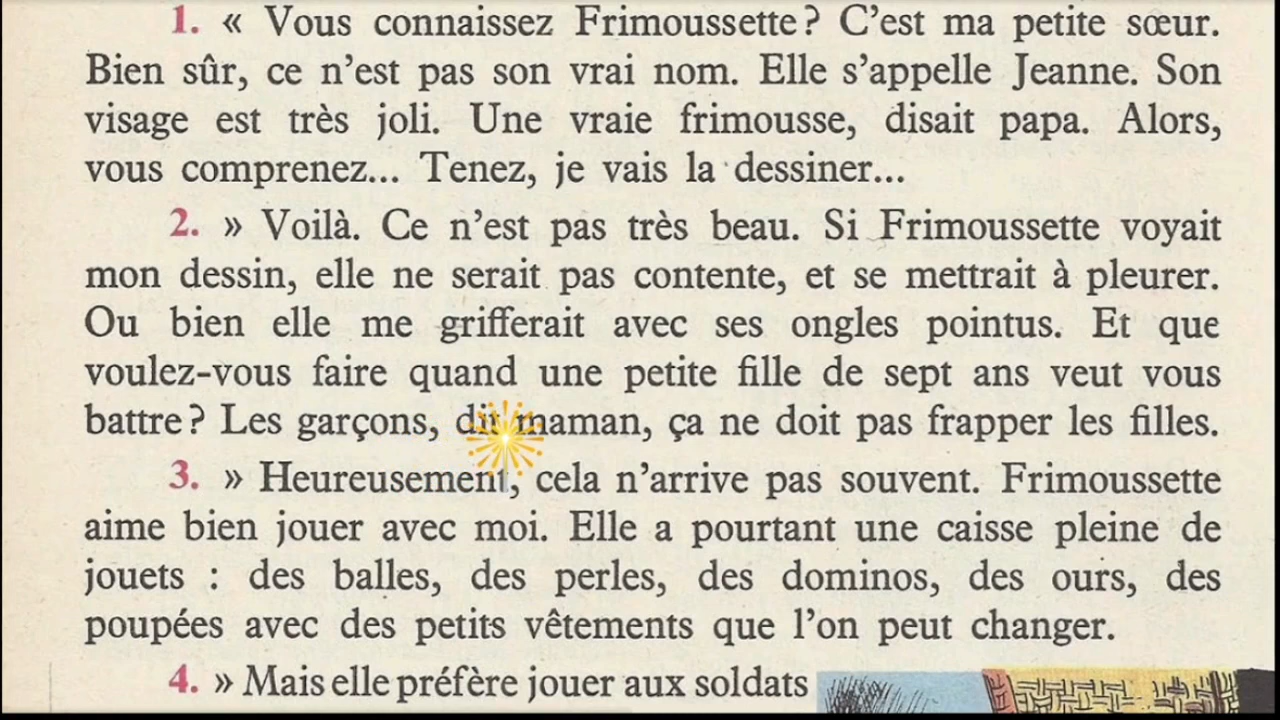 1. « Vous connaissez Frimoussette ? C'est ma petite sœur.
Bien sûr, ce n'est pas son vrai nom. Elle s'appelle Jeanne. Son
visage est très joli. Une vraie frimousse, disait papa. Alors,
vous comprenez... Tenez, je vais la dessiner...
2. » Voilà. Ce n'est pas très beau. Si Frimoussette voyait
mon dessin, elle ne serait pas contente, et se mettrait à pleurer.
Ou bien elle me grifferait avec ses ongles pointus. Et que
voulez-vous faire quand une petite fille de sept ans veut vous
battre ? Les garçons, dit maman, ça ne doit pas frapper les filles.
3. » Heureusement, cela n'arrive pas souvent. Frimoussette
aime bien jouer avec moi. Elle a pourtant une caisse pleine de
jouets : des balles, des perles, des dominos, des ours, des
poupées avec des petits vêtements que l'on peut changer.
4. » Mais elle préfère jouer aux soldats